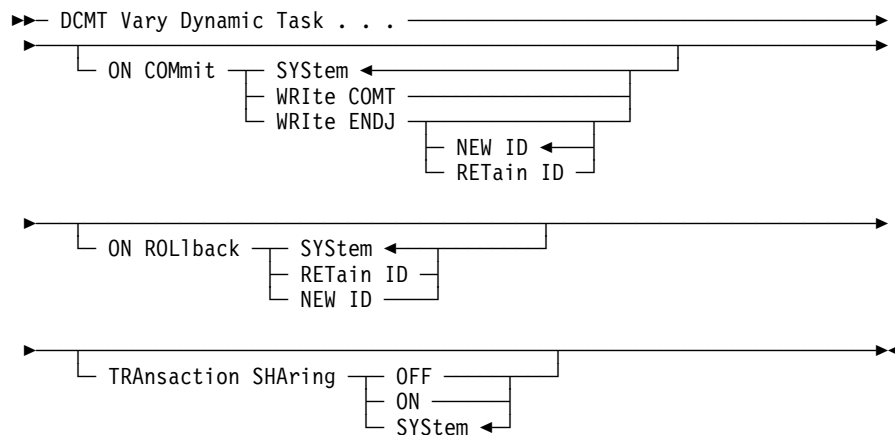 DCMT Vary Dynamic Task . . .
ON COMmit SYStem
WRIte COMT
WRIte ENDJ
NEW ID
RETain ID
ON ROLlback SYStem
RETain ID
NEW ID
TRAnsaction SHAring OFF
ON
SYStem